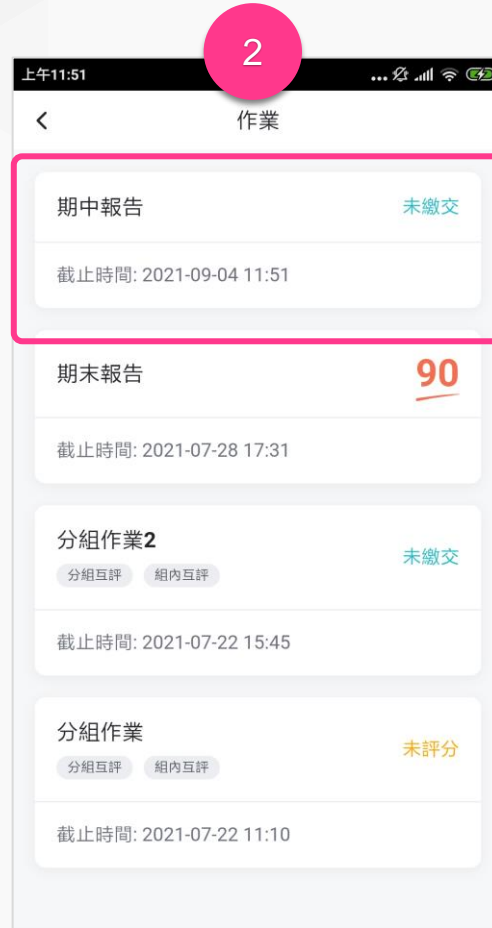 2
上午11:51
作業
期中報告
未繳交
截止時間: 2021-09-04 11:51
期末報告
90
截止時間: 2021-07-28 17:31
分組作業2
未繳交
分組互評 組內互評
截止時間: 2021-07-22 15:45
分組作業
未評分
分組互評 組內互評
截止時間: 2021-07-22 11:10